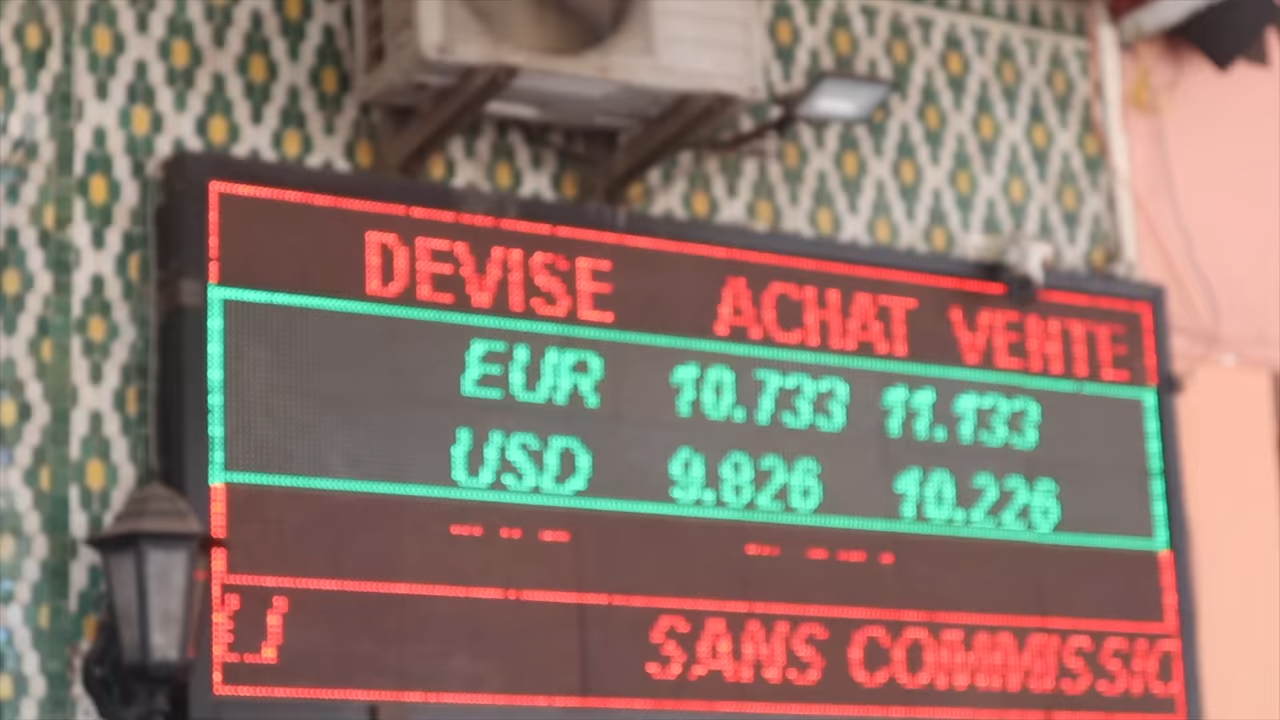 DEVISE ACHAT VENTE
EUR 10.733 11.133
USD 9.826 10.226
SANS COMMISSIO